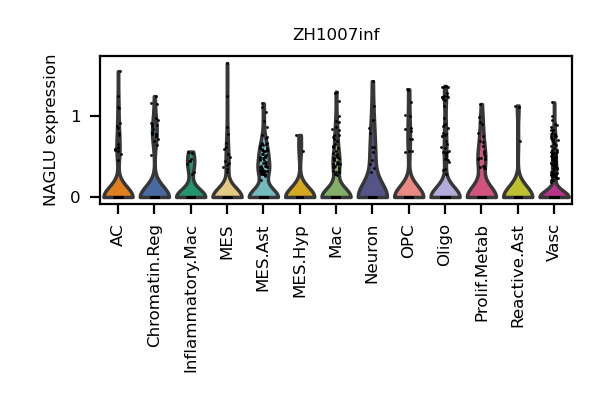 ZH1007inf
NAGLU expression
1
0
AC
Chromatin.Reg
Inflammatory.Mac
MES
MES.Ast
MES.Hyp
Mac
Neuron
OPC
Oligo
Prolif.Metab
Reactive.Ast
Vasc